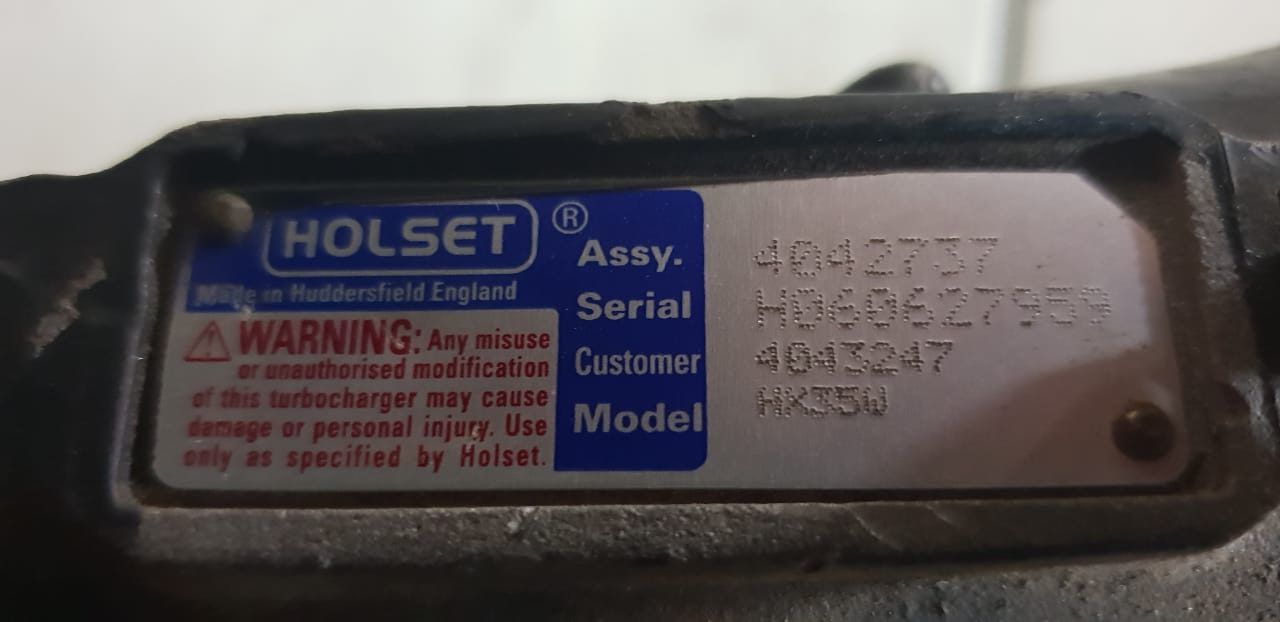 HOLSET ®
Made in Huddersfield England
WARNING: Any misuse
or unauthorised modification
of this turbocharger may cause
damage or personal injury. Use
only as specified by Holset.
Assy. 4042737
Serial H060627959
Customer 4043247
Model HX35W